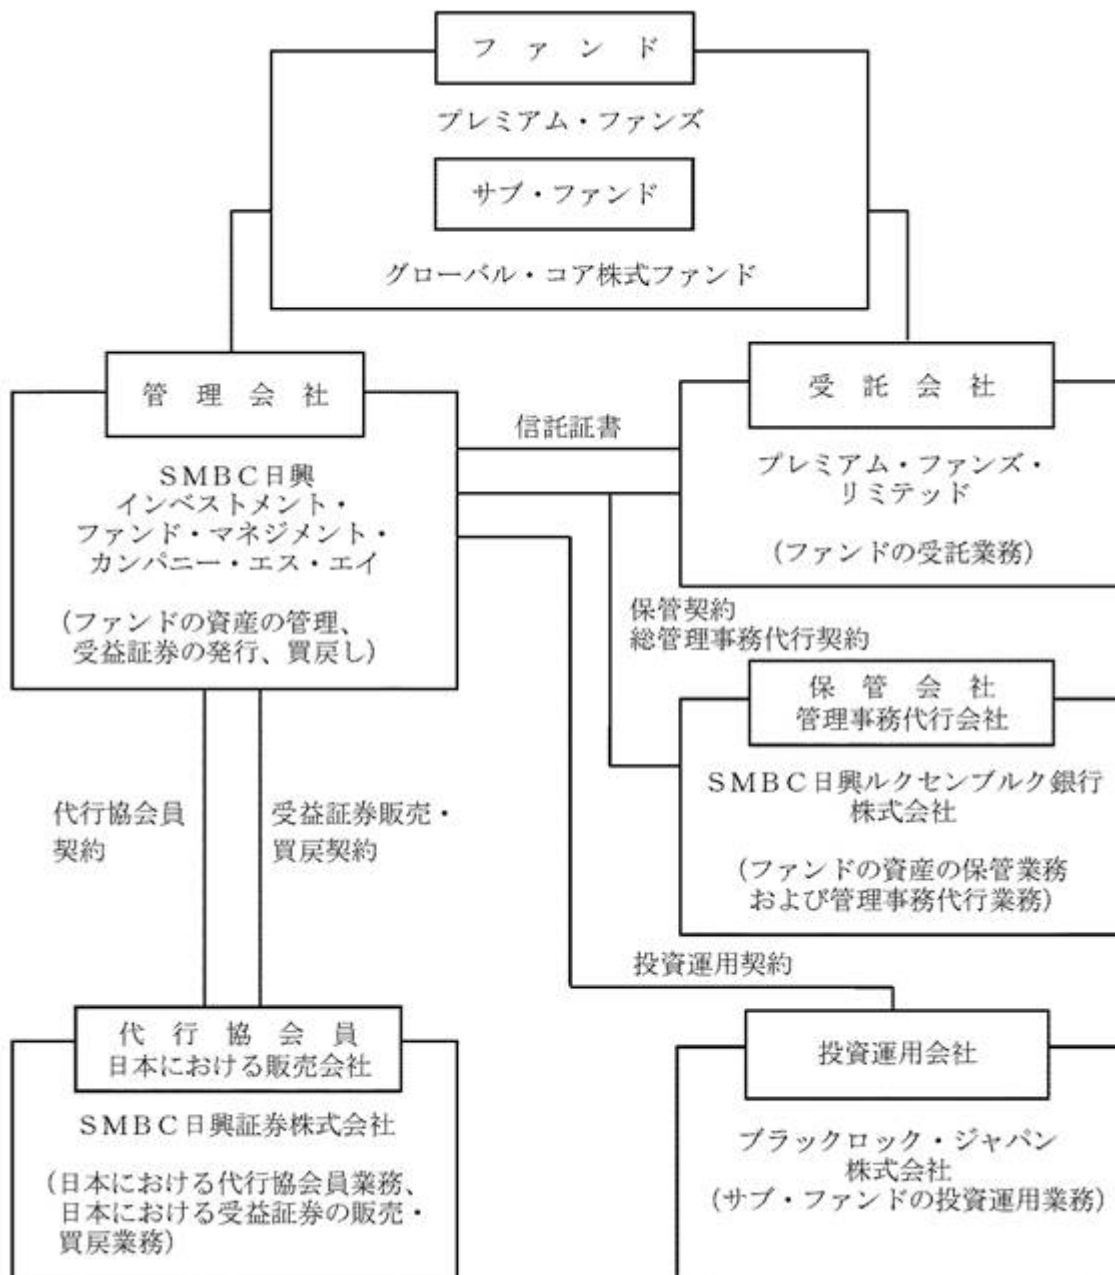 ファンド
プレミアム・ファンズ
サブ・ファンド
グローバル・コア株式ファンド
管理会社
SMBC日興
インベストメント・
ファンド・マネジメント・
カンパニー・エス・エイ
(ファンドの資産の管理、
受益証券の発行、買戻し)
信託証書
受託会社
プレミアム・ファンズ・
リミテッド
(ファンドの受託業務)
保管契約
総管理事務代行契約
保管会社
管理事務代行会社
SMBC日興ルクセンブルク銀行
株式会社
(ファンドの資産の保管業務
および管理事務代行業務)
代行協会員
契約
受益証券販売・
買戻契約
投資運用契約
代行協会員
日本における販売会社
SMBC日興証券株式会社
(日本における代行協会員業務、
日本における受益証券の販売・
買戻業務)
投資運用会社
ブラックロック・ジャパン
株式会社
(サブ・ファンドの投資運用業務)